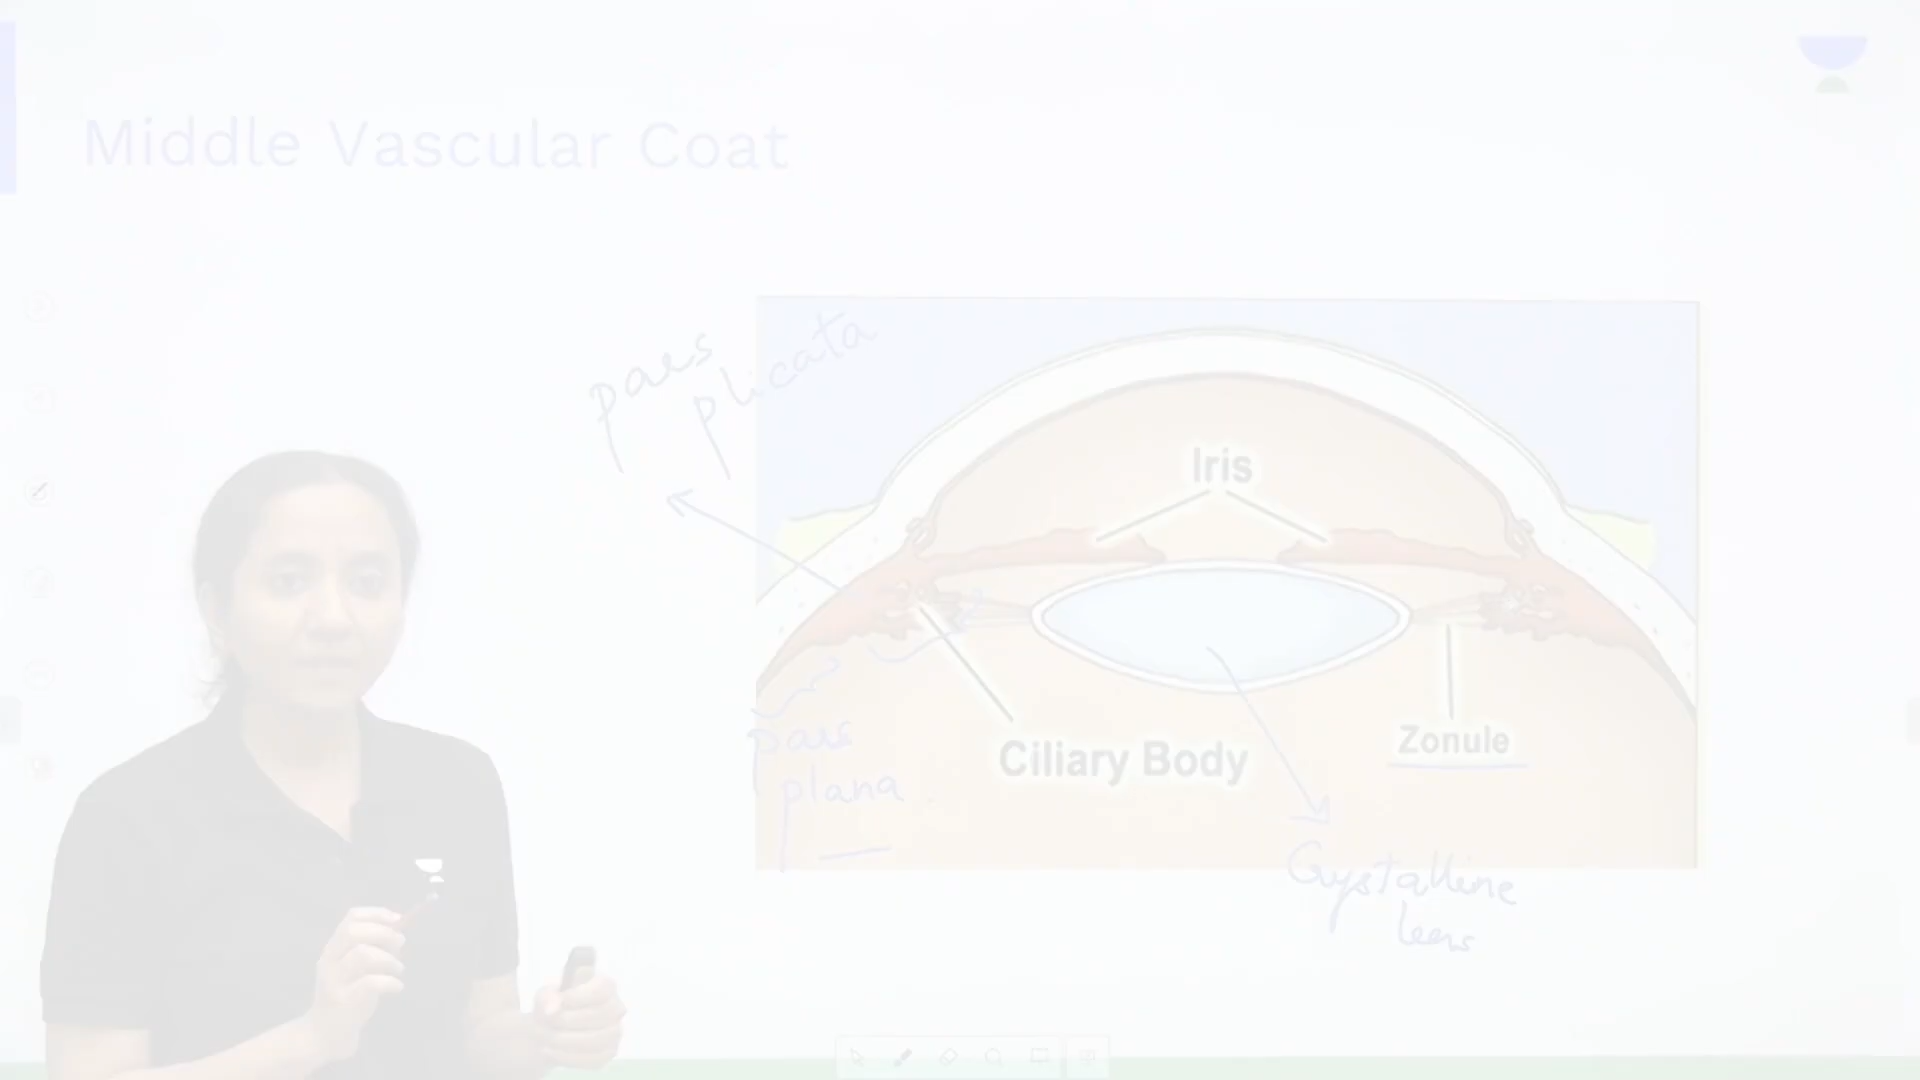 Middle Vascular Coat
pars
plicata
Iris
pars
plana
Ciliary Body
Zonule
Crystalline
lens